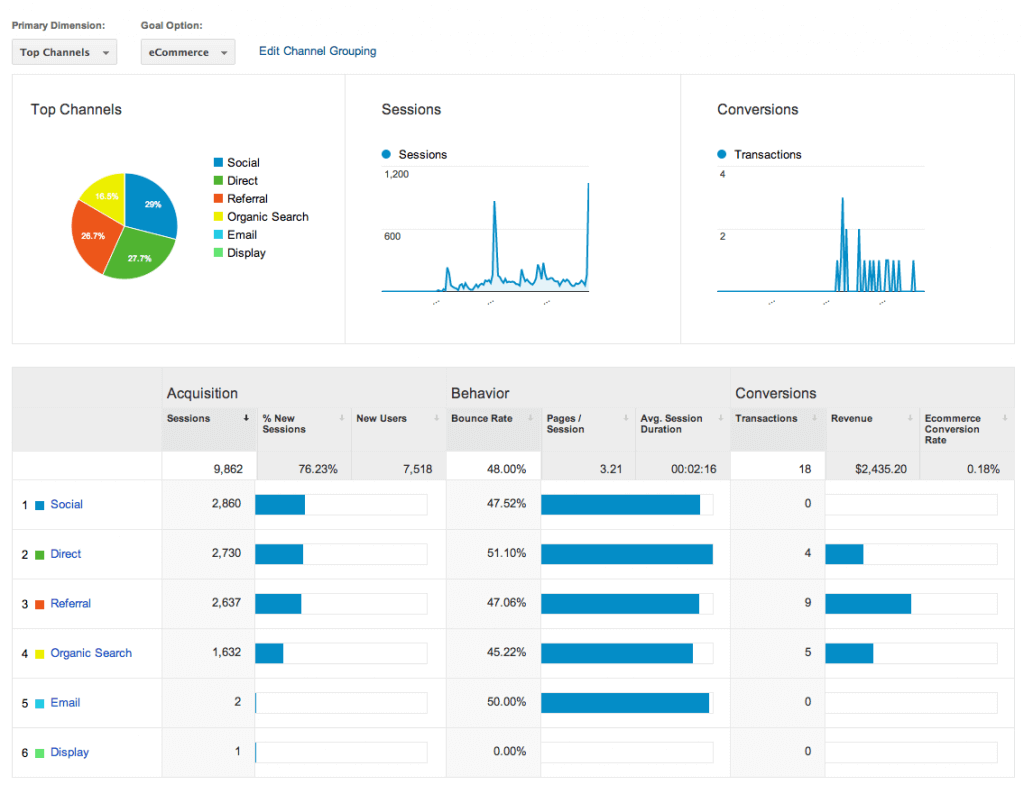 Primary Dimension:
Goal Option:
Top Channels
eCommerce
Edit Channel Grouping
Top Channels
Social
Direct
Referral
Organic Search
Email
Display
29%
27.7%
26.7%
16.5%
Sessions
Sessions
1,200
600
Conversions
Transactions
4
2
Acquisition
Behavior
Conversions
Sessions
% New Sessions
New Users
Bounce Rate
Pages / Session
Avg. Session Duration
Transactions
Revenue
Ecommerce Conversion Rate
9,862 76.23% 7,518 48.00% 3.21 00:02:16 18 $2,435.20 0.18%
1 Social 2,860 47.52% 0
2 Direct 2,730 51.10% 4
3 Referral 2,637 47.06% 9
4 Organic Search 1,632 45.22% 5
5 Email 2 50.00% 0
6 Display 1 0.00% 0